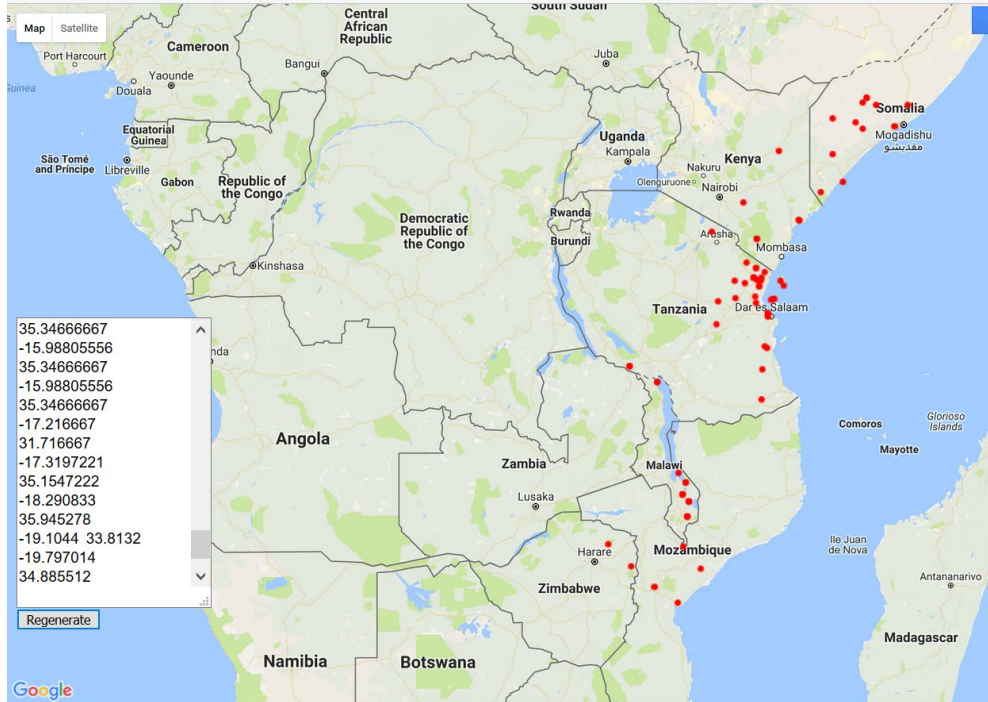 South Sudan
Map Satellite
Central
African
Republic
Cameroon
Port Harcourt
Bangui
Juba
Yaounde
Douala
Guinea
Somalia
Mogadishu
مقديشو
Equatorial
Guinea
Uganda
Kampala
Kenya
São Tomé
and Príncipe
Libreville
Nakuru
Olenguruone
Nairobi
Gabon
Republic of
the Congo
Democratic
Republic of
the Congo
Rwanda
Burundi
Arusha
Mombasa
Kinshasa
Tanzania
Dar es Salaam
35.34666667
-15.98805556
35.34666667
-15.98805556
35.34666667
-17.216667
31.716667
-17.3197221
35.1547222
-18.290833
35.945278
-19.1044 33.8132
-19.797014
34.885512
Regenerate
nda
Angola
Zambia
Malawi
Lusaka
Comoros
Mayotte
Glorioso
Islands
Harare
Mozambique
Zimbabwe
Ile Juan
de Nova
Antananarivo
Madagascar
Namibia
Botswana
Google